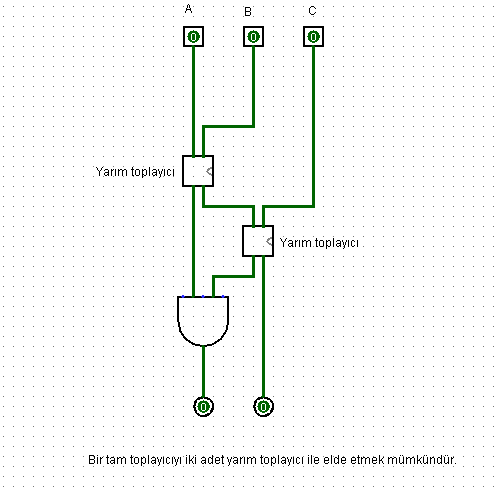 A B C
0 0 0
Yarım toplayıcı
Yarım toplayıcı
0 0
Bir tam toplayıcıyı iki adet yarım toplayıcı ile elde etmek mümkündür.